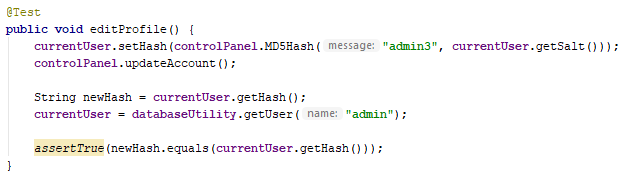 @Test
public void editProfile() {
currentUser.setHash(controlPanel.MD5Hash( message: "admin3", currentUser.getSalt()));
controlPanel.updateAccount();
String newHash = currentUser.getHash();
currentUser = databaseUtility.getUser( name: "admin");
assertTrue(newHash.equals(currentUser.getHash()));
}